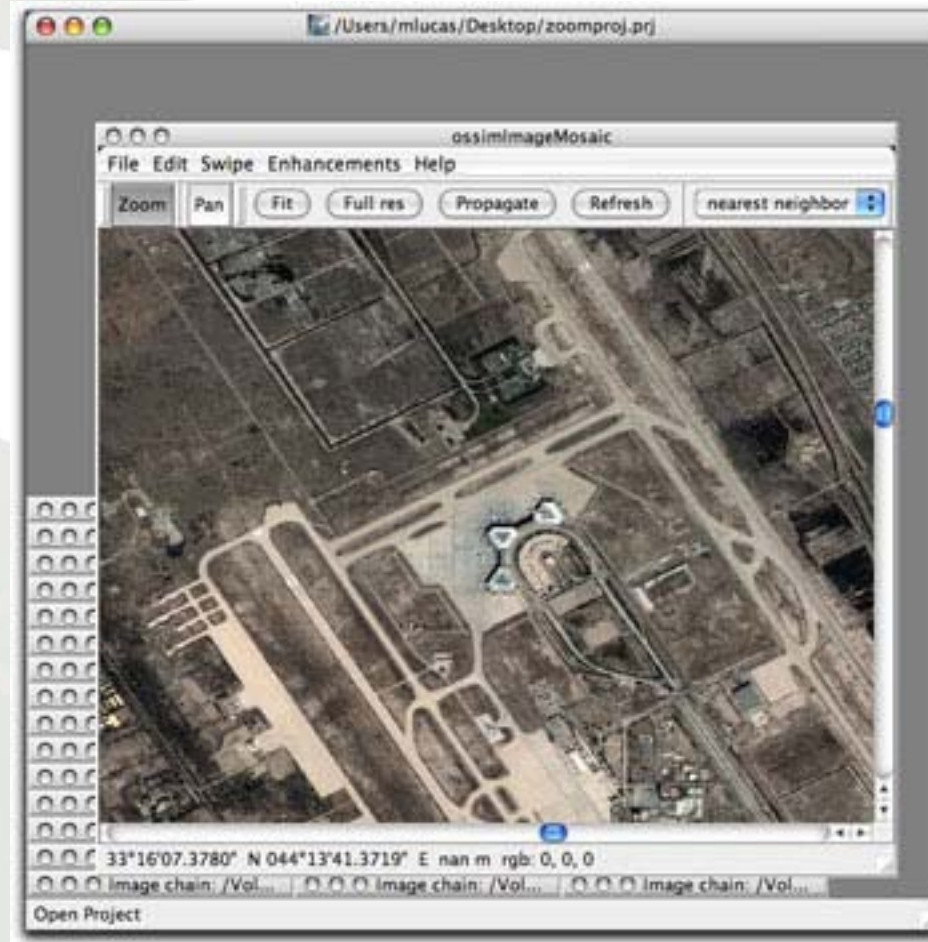 /Users/mlucas/Desktop/zoomproj.prj
ossimImageMosaic
File Edit Swipe Enhancements Help
Zoom Pan Fit Full res Propagate Refresh nearest neighbor
33°16'07.3780" N 044°13'41.3719" E nan m rgb: 0, 0, 0
Image chain: /Vol... Image chain: /Vol... Image chain: /Vol...
Open Project